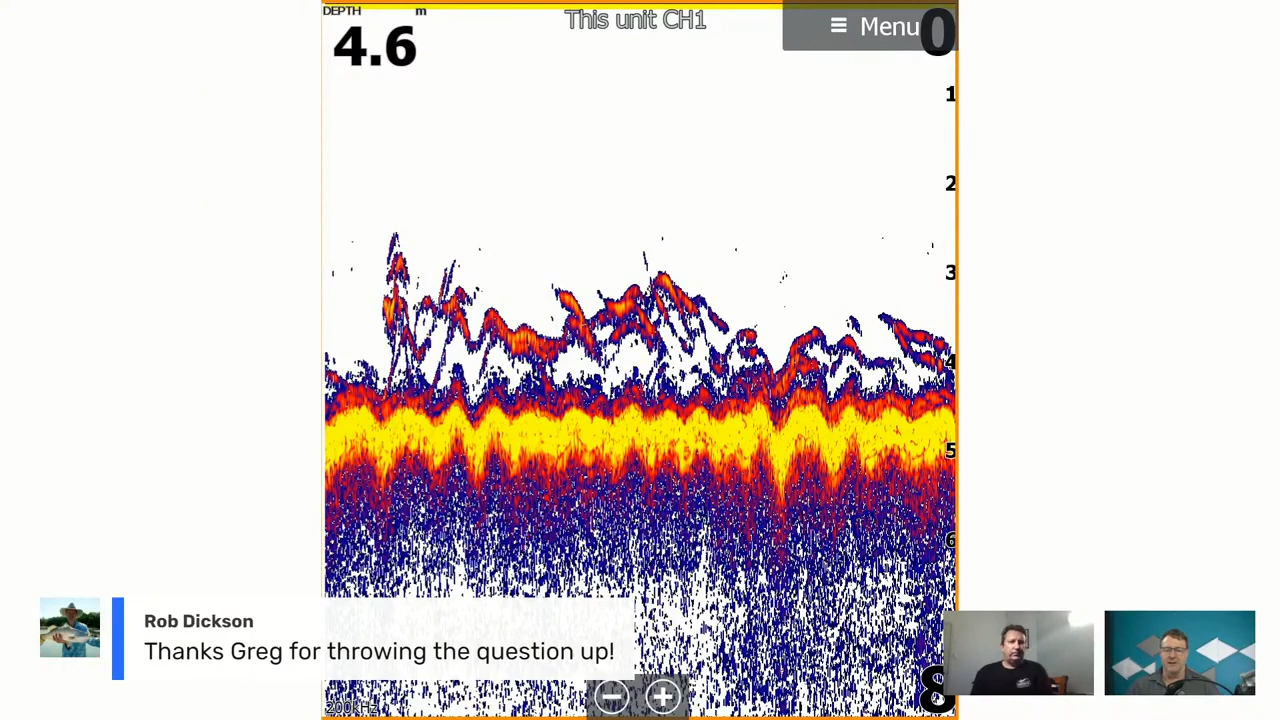 DEPTH m
4.6
This unit CH1
≡ Menu
0
1
2
3
4
5
6
8
200kHz
Rob Dickson
Thanks Greg for throwing the question up!